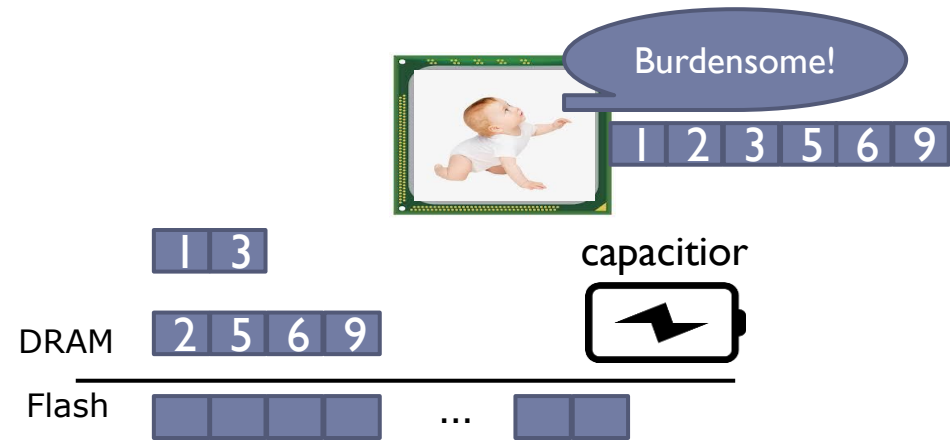 Burdensome!
1 2 3 5 6 9
1 3
capacitior
DRAM 2 5 6 9
Flash ...